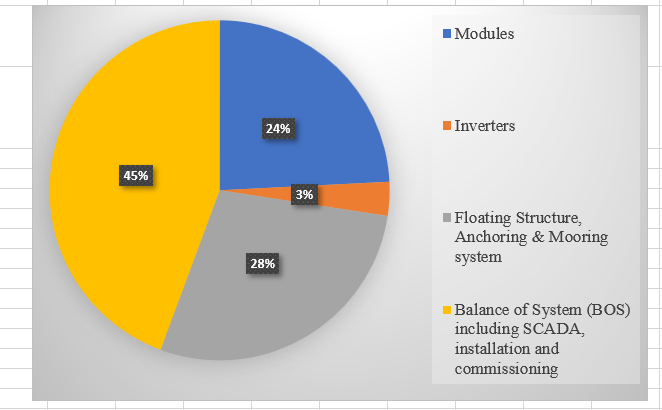 Modules
24%
Inverters
45%
3%
Floating Structure,
Anchoring & Mooring
system
28%
Balance of System (BOS)
including SCADA,
installation and
commissioning